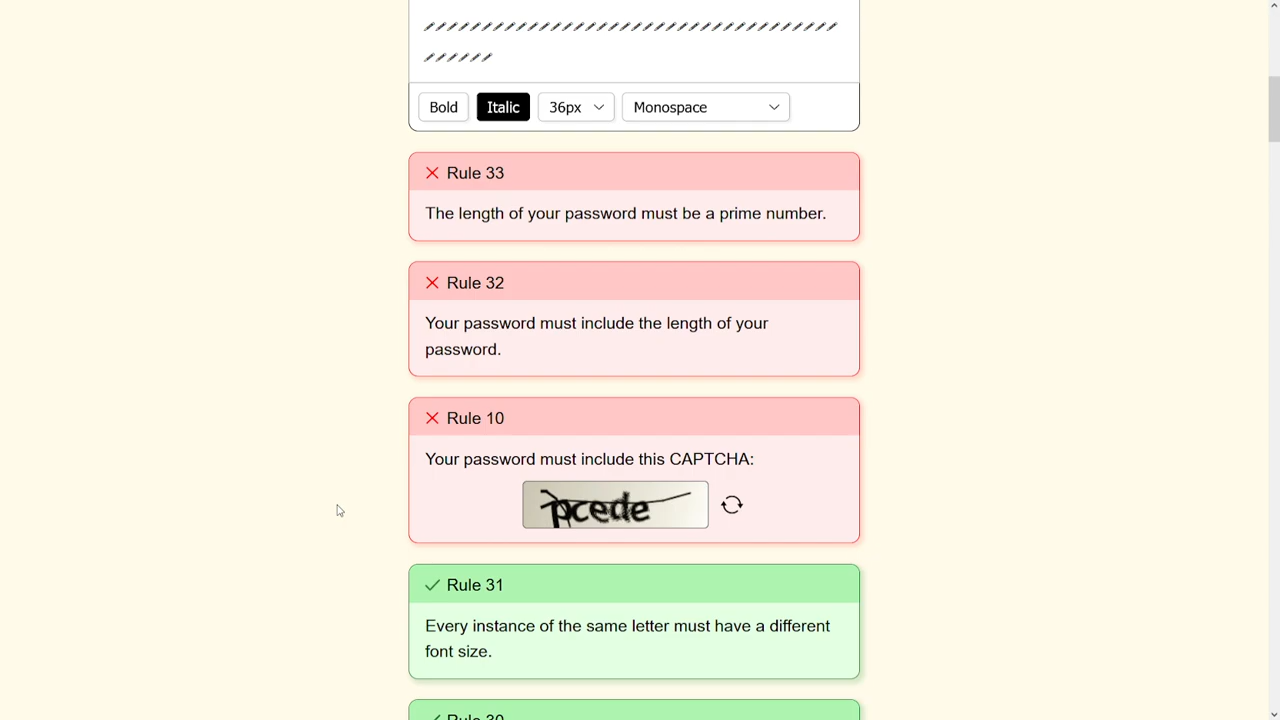 Bold Italic 36px Monospace
Rule 33
The length of your password must be a prime number.
Rule 32
Your password must include the length of your
password.
Rule 10
Your password must include this CAPTCHA:
pcede
Rule 31
Every instance of the same letter must have a different
font size.
Rule 30